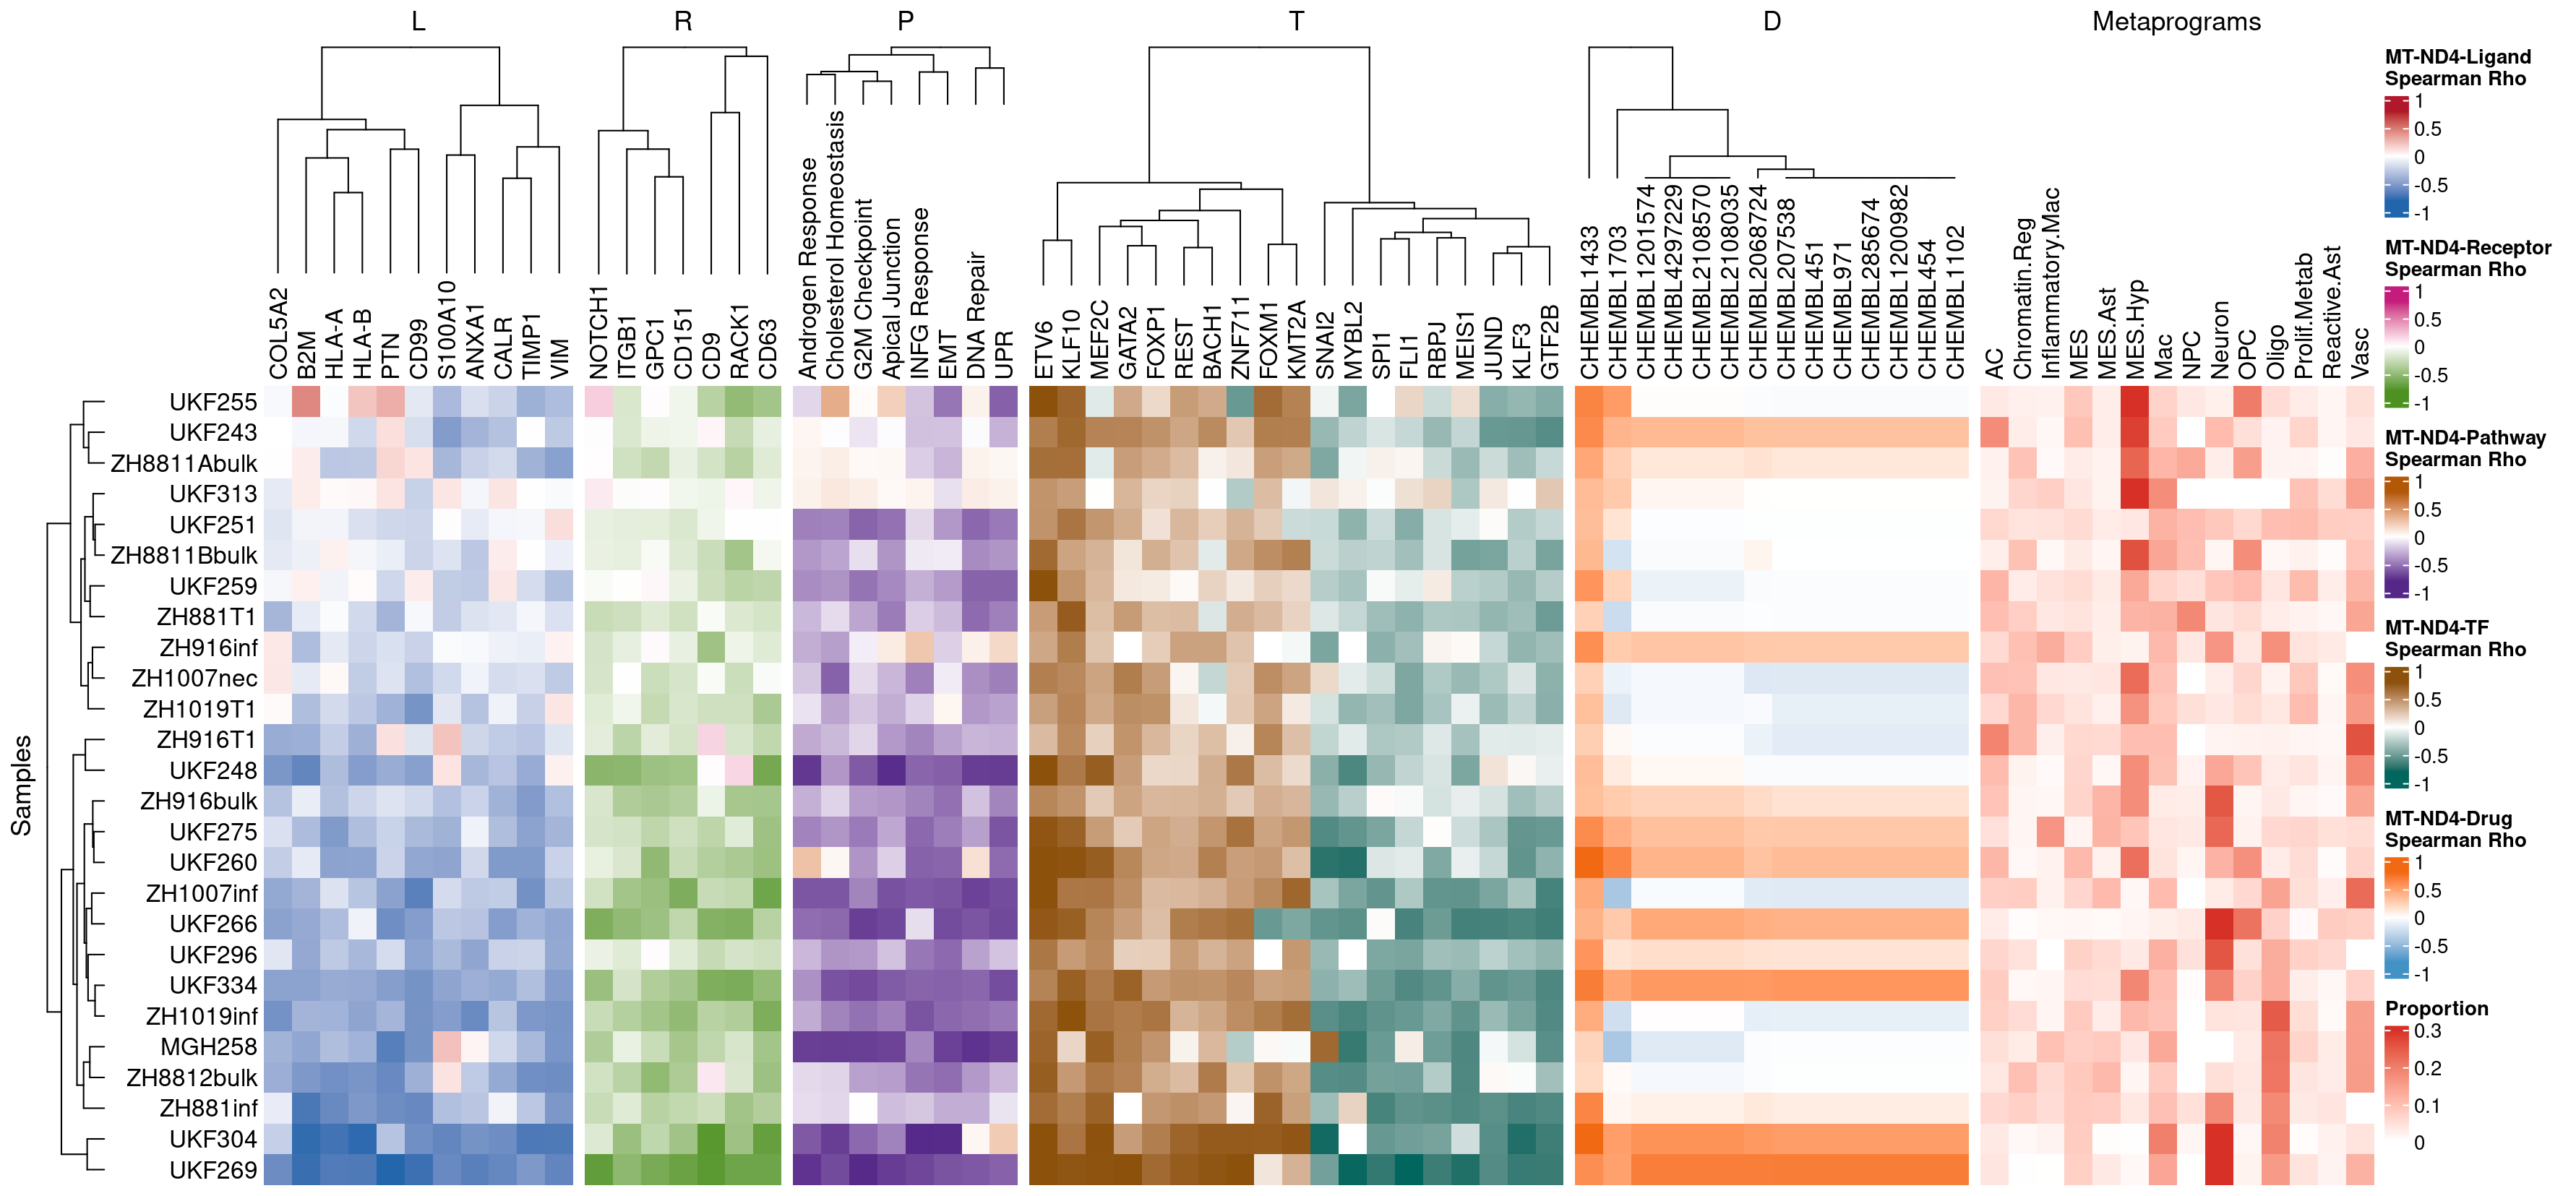 L R P T D Metaprograms
COL5A2
B2M
HLA-A
HLA-B
PTN
CD99
S100A10
ANXA1
CALR
TIMP1
VIM
NOTCH1
ITGB1
GPC1
CD151
CD9
RACK1
CD63
Androgen Response
Cholesterol Homeostasis
G2M Checkpoint
Apical Junction
INFG Response
EMT
DNA Repair
UPR
ETV6
KLF10
MEF2C
GATA2
FOXP1
REST
BACH1
ZNF711
FOXM1
KMT2A
SNAI2
MYBL2
SPI1
FLI1
RBPJ
MEIS1
JUND
KLF3
GTF2B
CHEMBL1433
CHEMBL1703
CHEMBL1201574
CHEMBL4297229
CHEMBL2108570
CHEMBL2108035
CHEMBL2068724
CHEMBL207538
CHEMBL451
CHEMBL971
CHEMBL285674
CHEMBL1200982
CHEMBL454
CHEMBL1102
AC
Chromatin.Reg
Inflammatory.Mac
MES
MES.Ast
MES.Hyp
Mac
NPC
Neuron
OPC
Oligo
Prolif.Metab
Reactive.Ast
Vasc
Samples
UKF255
UKF243
ZH8811Abulk
UKF313
UKF251
ZH8811Bbulk
UKF259
ZH881T1
ZH916inf
ZH1007nec
ZH1019T1
ZH916T1
UKF248
ZH916bulk
UKF275
UKF260
ZH1007inf
UKF266
UKF296
UKF334
ZH1019inf
MGH258
ZH8812bulk
ZH881inf
UKF304
UKF269
MT-ND4-Ligand
Spearman Rho
1
0.5
0
-0.5
-1
MT-ND4-Receptor
Spearman Rho
1
0.5
0
-0.5
-1
MT-ND4-Pathway
Spearman Rho
1
0.5
0
-0.5
-1
MT-ND4-TF
Spearman Rho
1
0.5
0
-0.5
-1
MT-ND4-Drug
Spearman Rho
1
0.5
0
-0.5
-1
Proportion
0.3
0.2
0.1
0